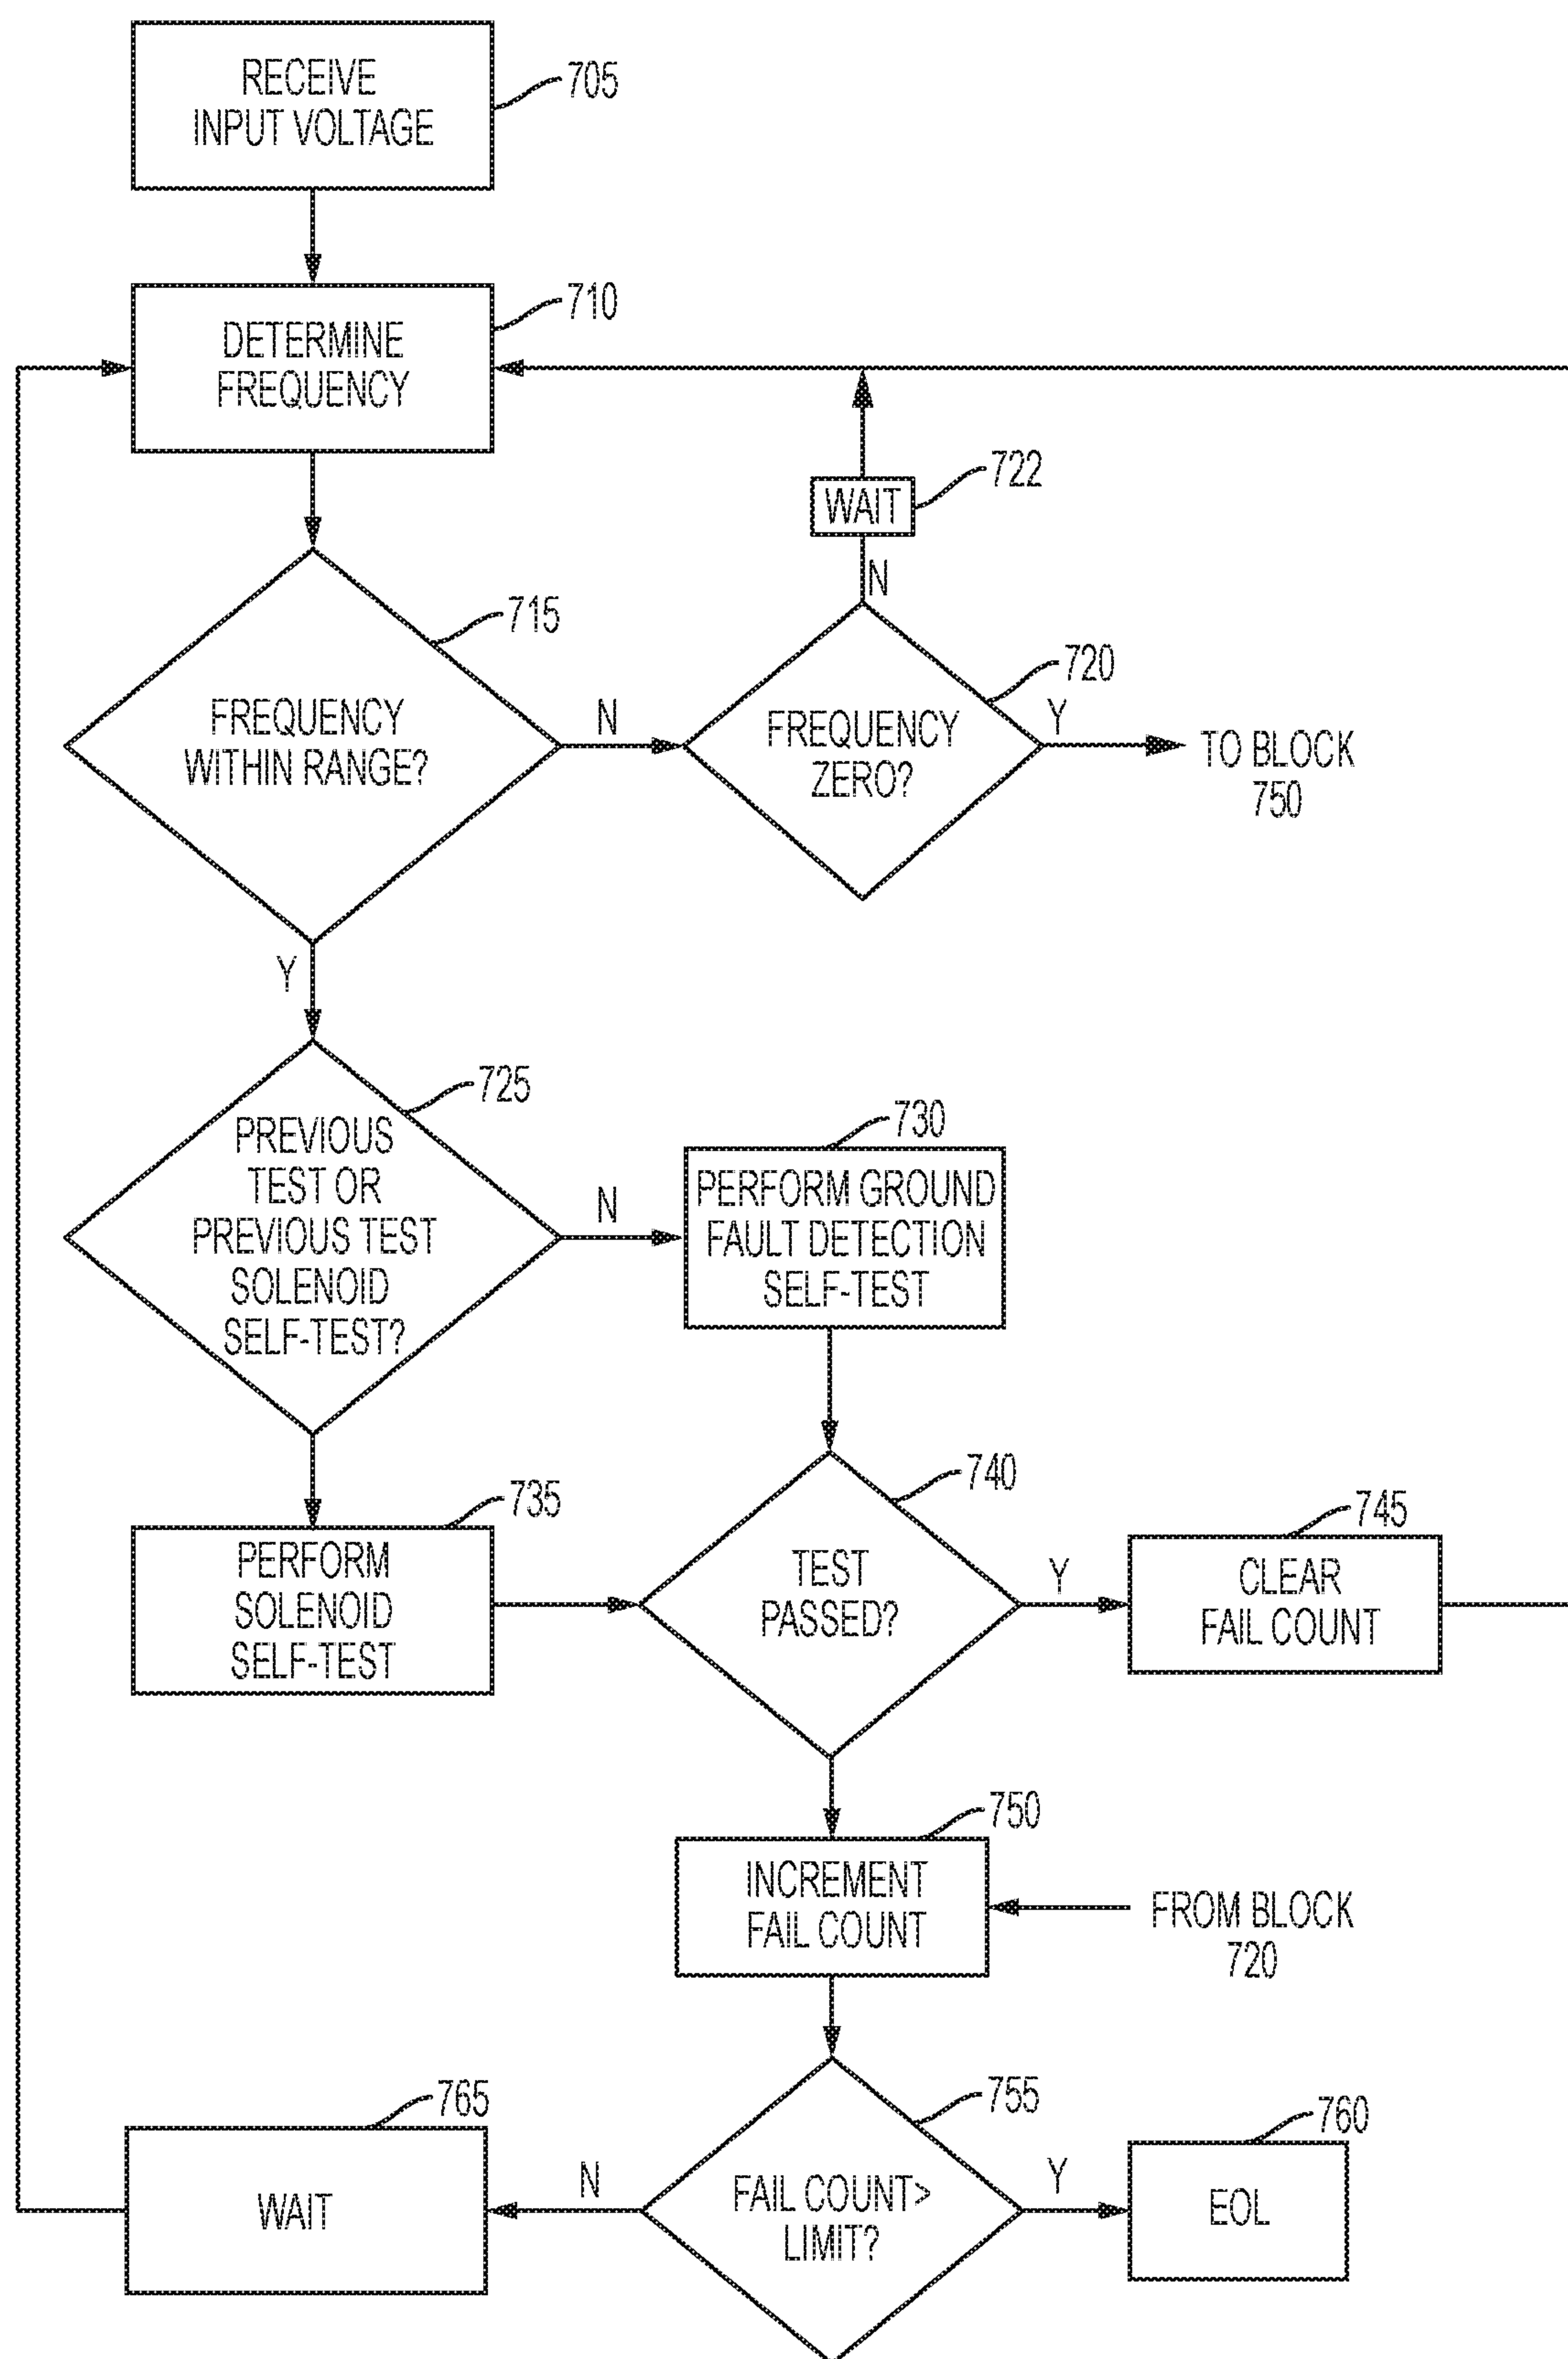 RECEIVE
INPUT VOLTAGE
705
DETERMINE
FREQUENCY
710
WAIT
722
N
FREQUENCY
WITHIN RANGE?
715
N
FREQUENCY
ZERO?
720
Y
TO BLOCK
750
Y
PREVIOUS
TEST OR
PREVIOUS TEST
SOLENOID
SELF-TEST?
725
N
PERFORM GROUND
FAULT DETECTION
SELF-TEST
730
PERFORM
SOLENOID
SELF-TEST
735
TEST
PASSED?
740
Y
CLEAR
FAIL COUNT
745
INCREMENT
FAIL COUNT
750
FROM BLOCK
720
WAIT
765
N
FAIL COUNT>
LIMIT?
755
Y
EOL
760